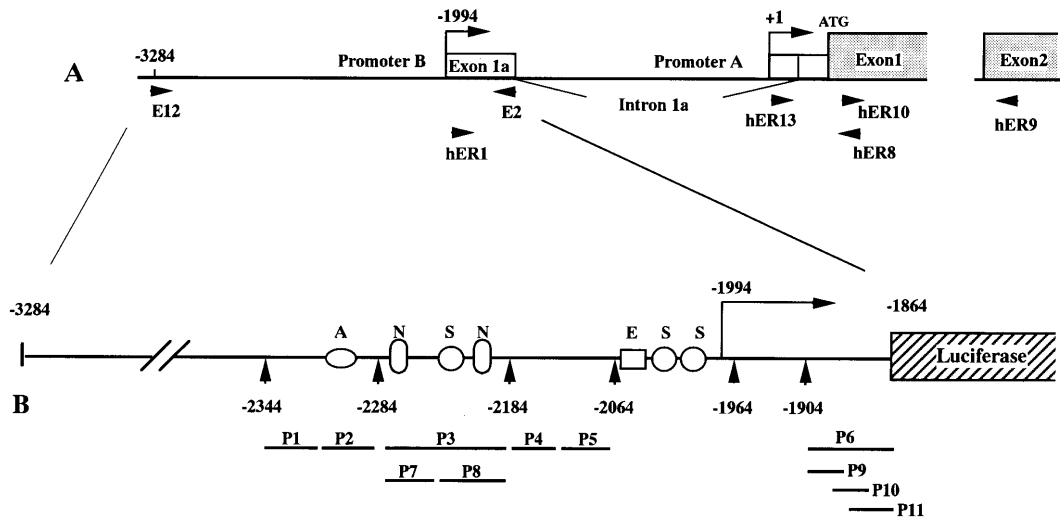 -1994
+1
ATG
-3284
Promoter B
Exon 1a
Promoter A
Exon1
Exon2
A
E12
E2
Intron 1a
hER13
hER10
hER9
hER1
hER8
-3284
-1994
-1864
A
N
S
N
E
S
S
Luciferase
B
-2344
-2284
-2184
-2064
-1964
-1904
P1
P2
P3
P4
P5
P6
P7
P8
P9
P10
P11